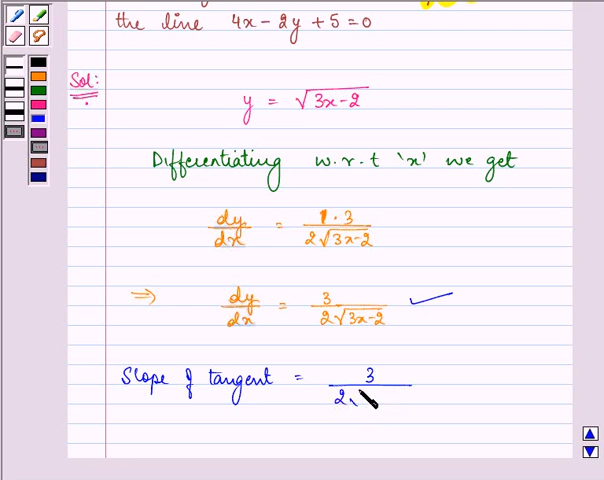 the line 4x - 2y + 5 = 0
Sol:
y = √3x-2
Differentiating w.r.t 'x' we get
dy/dx = 1·3/2√3x-2
⇒ dy/dx = 3/2√3x-2 ✓
Slope of tangent = 3/2